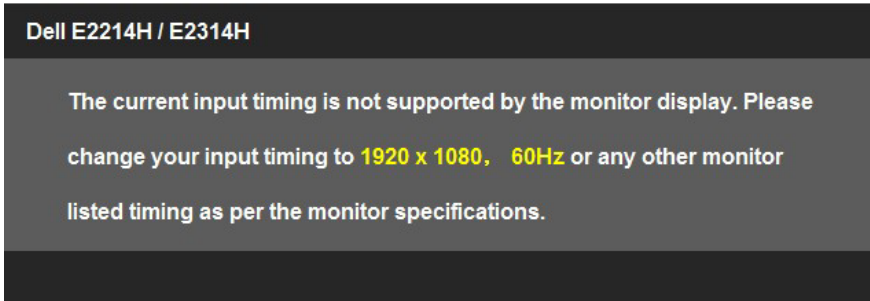 Dell E2214H / E2314H
The current input timing is not supported by the monitor display. Please
change your input timing to 1920 x 1080， 60Hz or any other monitor
listed timing as per the monitor specifications.